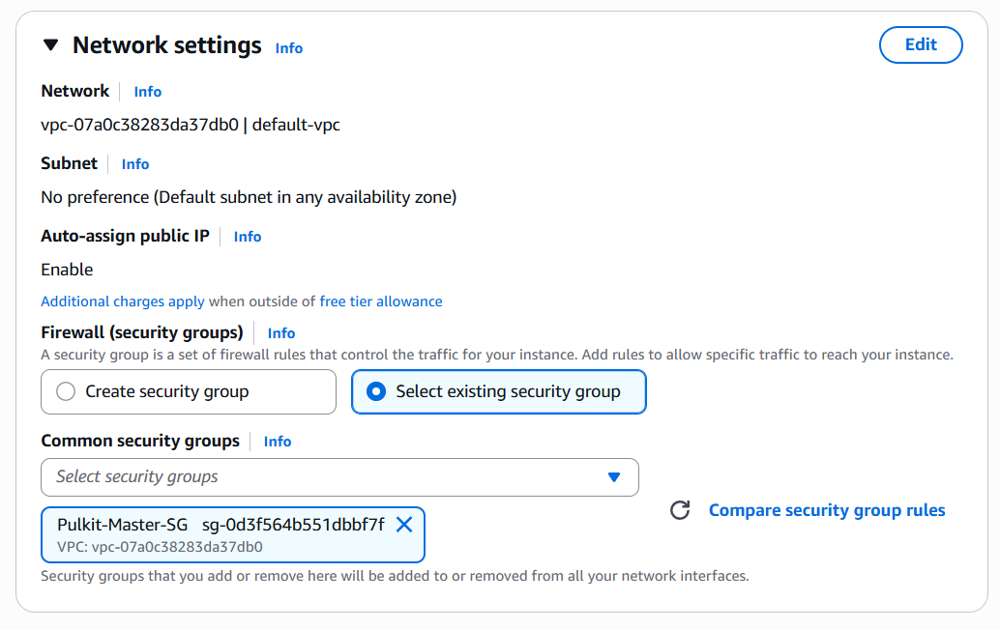 Network settings Info Edit
Network Info
vpc-07a0c38283da37db0 | default-vpc
Subnet Info
No preference (Default subnet in any availability zone)
Auto-assign public IP Info
Enable
Additional charges apply when outside of free tier allowance
Firewall (security groups) Info
A security group is a set of firewall rules that control the traffic for your instance. Add rules to allow specific traffic to reach your instance.
Create security group Select existing security group
Common security groups Info
Select security groups
Compare security group rules
Pulkit-Master-SG sg-0d3f564b551dbbf7f
VPC: vpc-07a0c38283da37db0
Security groups that you add or remove here will be added to or removed from all your network interfaces.